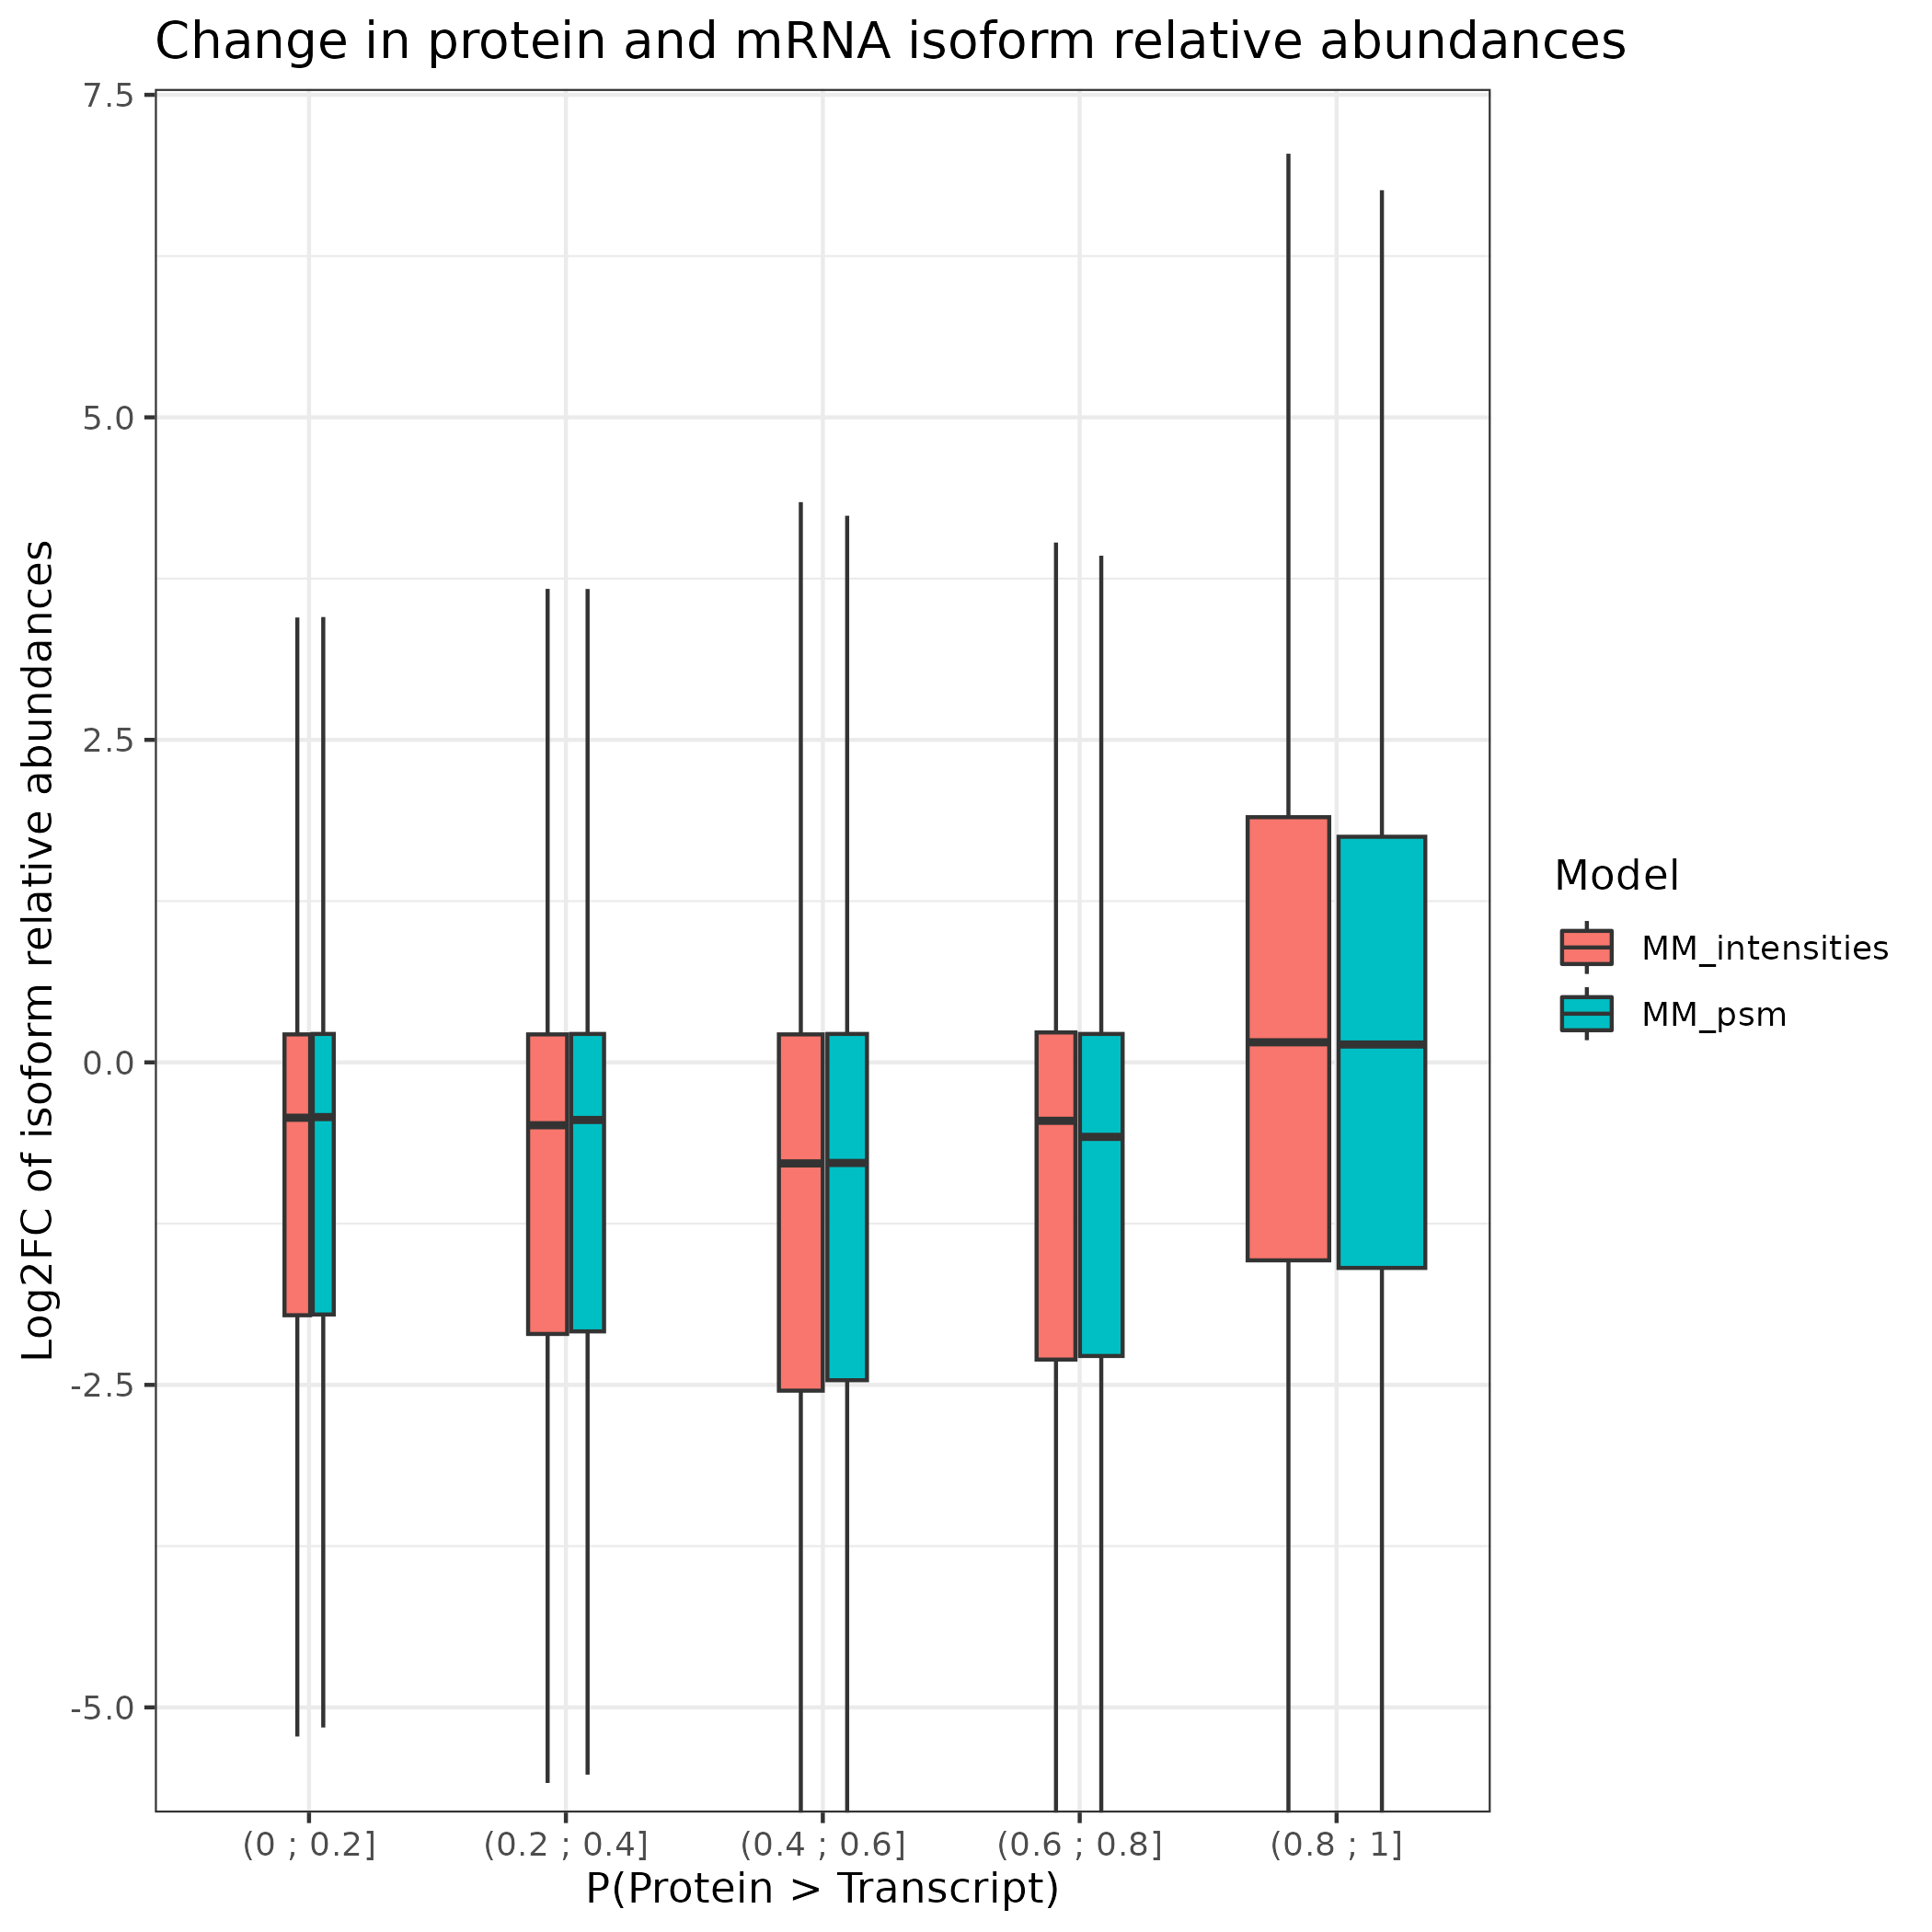 Change in protein and mRNA isoform relative abundances
Log2FC of isoform relative abundances
7.5
5.0
2.5
0.0
-2.5
-5.0
(0 ; 0.2]
(0.2 ; 0.4]
(0.4 ; 0.6]
(0.6 ; 0.8]
(0.8 ; 1]
P(Protein > Transcript)
Model
MM_intensities
MM_psm